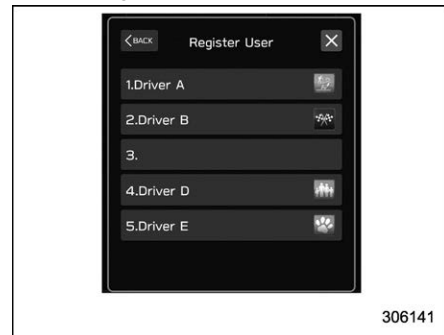 BACK Register User
1.Driver A
2.Driver B
3.
4.Driver D
5.Driver E
306141